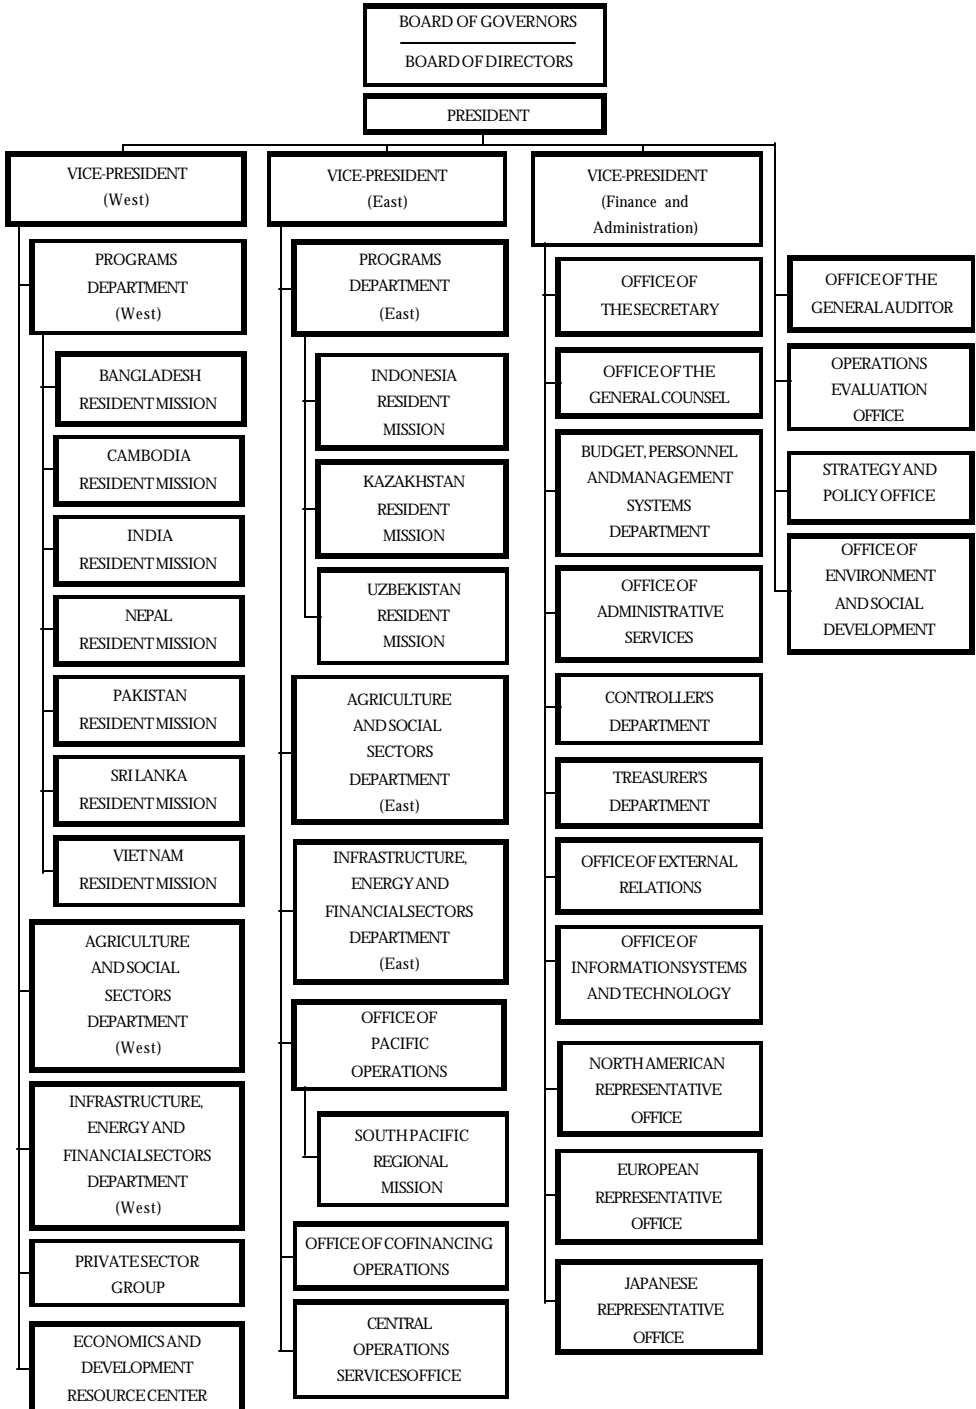 BOARD OF GOVERNORS
BOARD OF DIRECTORS
PRESIDENT
VICE-PRESIDENT
(West)
PROGRAMS
DEPARTMENT
(West)
BANGLADESH
RESIDENT MISSION
CAMBODIA
RESIDENT MISSION
INDIA
RESIDENT MISSION
NEPAL
RESIDENT MISSION
PAKISTAN
RESIDENT MISSION
SRI LANKA
RESIDENT MISSION
VIET NAM
RESIDENT MISSION
AGRICULTURE
AND SOCIAL
SECTORS
DEPARTMENT
(West)
INFRASTRUCTURE,
ENERGY AND
FINANCIAL SECTORS
DEPARTMENT
(West)
PRIVATE SECTOR
GROUP
ECONOMICS AND
DEVELOPMENT
RESOURCE CENTER
VICE-PRESIDENT
(East)
PROGRAMS
DEPARTMENT
(East)
INDONESIA
RESIDENT
MISSION
KAZAKHSTAN
RESIDENT
MISSION
UZBEKISTAN
RESIDENT
MISSION
AGRICULTURE
AND SOCIAL
SECTORS
DEPARTMENT
(East)
INFRASTRUCTURE,
ENERGY AND
FINANCIAL SECTORS
DEPARTMENT
(East)
OFFICE OF
PACIFIC
OPERATIONS
SOUTH PACIFIC
REGIONAL
MISSION
OFFICE OF COFINANCING
OPERATIONS
CENTRAL
OPERATIONS
SERVICES OFFICE
VICE-PRESIDENT
(Finance and
Administration)
OFFICE OF
THE SECRETARY
OFFICE OF THE
GENERAL COUNSEL
BUDGET, PERSONNEL
AND MANAGEMENT
SYSTEMS
DEPARTMENT
OFFICE OF
ADMINISTRATIVE
SERVICES
CONTROLLER'S
DEPARTMENT
TREASURER'S
DEPARTMENT
OFFICE OF EXTERNAL
RELATIONS
OFFICE OF
INFORMATION SYSTEMS
AND TECHNOLOGY
NORTH AMERICAN
REPRESENTATIVE
OFFICE
EUROPEAN
REPRESENTATIVE
OFFICE
JAPANESE
REPRESENTATIVE
OFFICE
OFFICE OF THE
GENERAL AUDITOR
OPERATIONS
EVALUATION
OFFICE
STRATEGY AND
POLICY OFFICE
OFFICE OF
ENVIRONMENT
AND SOCIAL
DEVELOPMENT